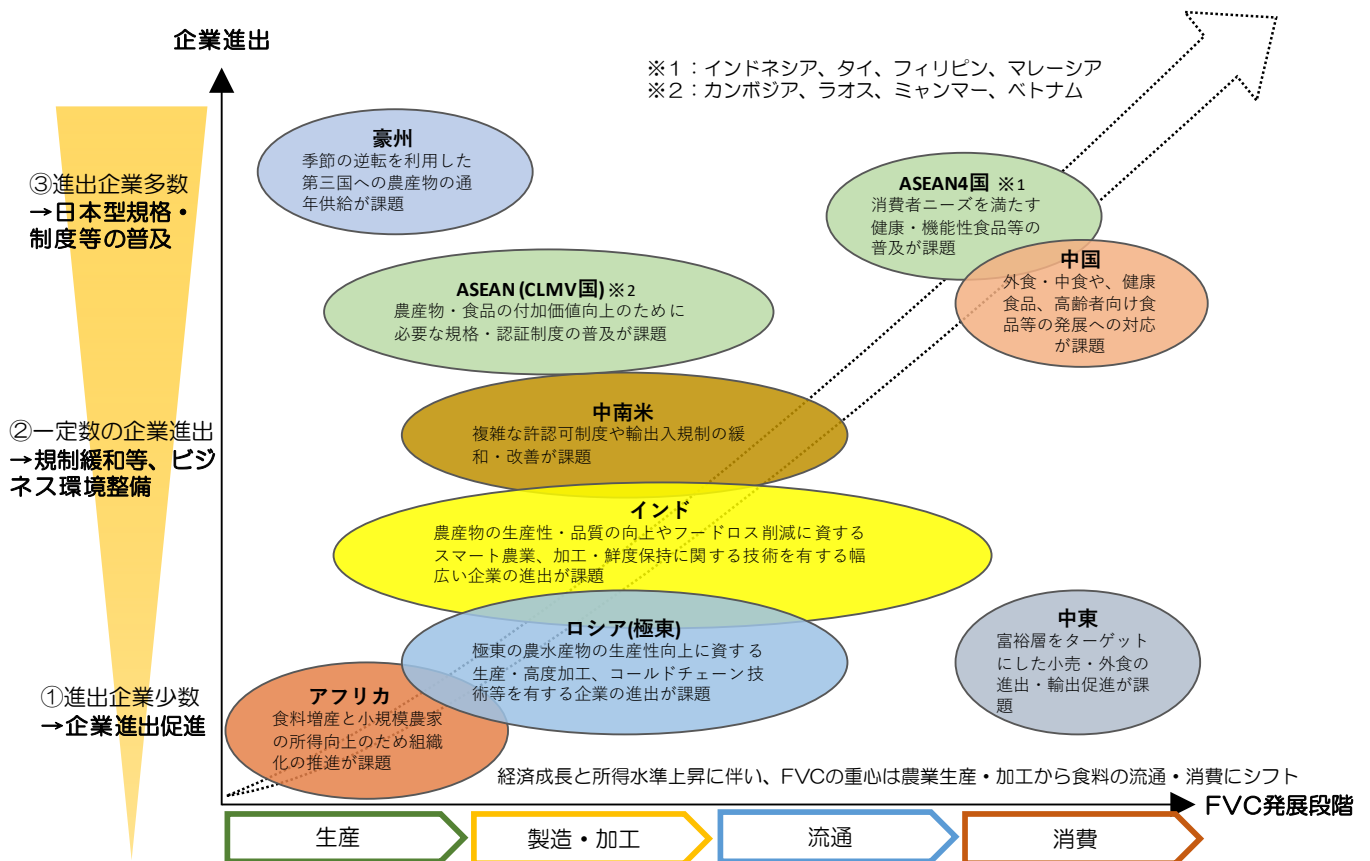 企業進出
※1：インドネシア、タイ、フィリピン、マレーシア
※2：カンボジア、ラオス、ミャンマー、ベトナム
③進出企業多数
→日本型規格・
制度等の普及
豪州
季節の逆転を利用した
第三国への農産物の通
年供給が課題
ASEAN4国 ※1
消費者ニーズを満たす
健康・機能性食品等の
普及が課題
中国
外食・中食や、健康
食品、高齢者向け食
品等の発展への対応
が課題
ASEAN (CLMV国) ※2
農産物・食品の付加価値向上のために
必要な規格・認証制度の普及が課題
②一定数の企業進出
→規制緩和等、ビジ
ネス環境整備
中南米
複雑な許認可制度や輸出入規制の緩
和・改善が課題
インド
農産物の生産性・品質の向上やフードロス削減に資する
スマート農業、加工・鮮度保持に関する技術を有する幅
広い企業の進出が課題
ロシア(極東)
極東の農水産物の生産性向上に資する
生産・高度加工、コールドチェーン技
術等を有する企業の進出が課題
中東
富裕層をターゲット
にした小売・外食の
進出・輸出促進が課
題
①進出企業少数
→企業進出促進
アフリカ
食料増産と小規模農家
の所得向上のため組織
化の推進が課題
経済成長と所得水準上昇に伴い、FVCの重心は農業生産・加工から食料の流通・消費にシフト
FVC発展段階
生産
製造・加工
流通
消費